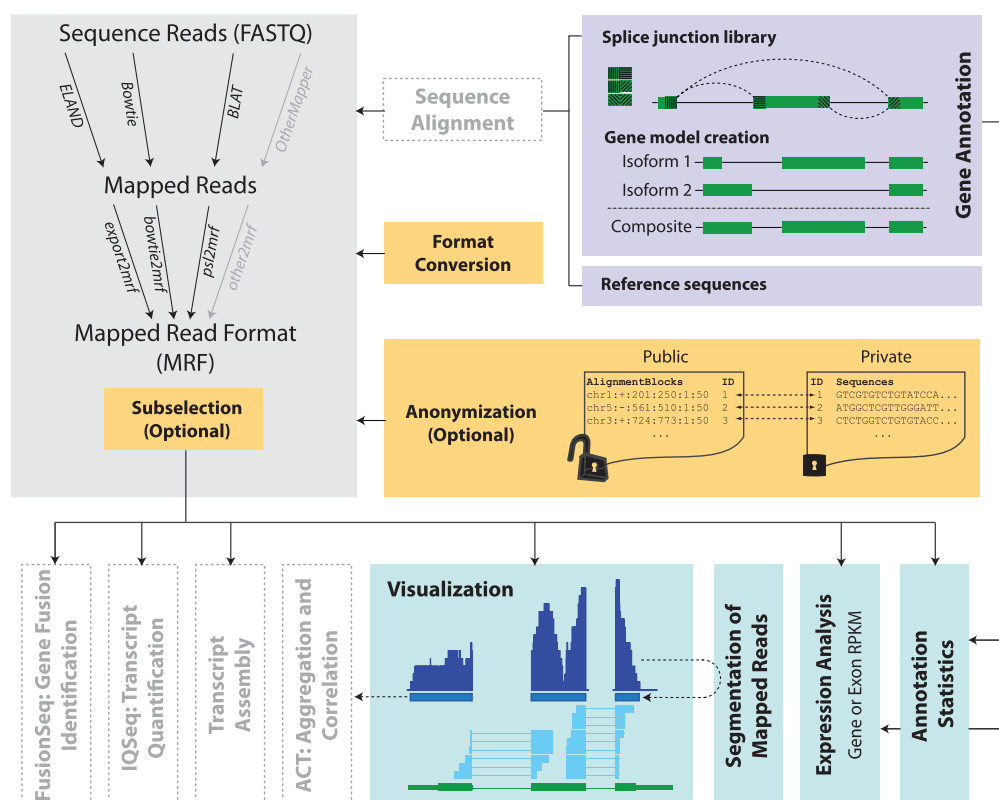 Sequence Reads (FASTQ)
ELAND
Bowtie
BLAT
OtherMapper
Mapped Reads
export2mrf
bowtie2mrf
psl2mrf
other2mrf
Mapped Read Format
(MRF)
Subselection
(Optional)
Sequence
Alignment
Format
Conversion
Splice junction library
Gene model creation
Isoform 1
Isoform 2
Composite
Gene Annotation
Reference sequences
Anonymization
(Optional)
Public
AlignmentBlocks ID
chr1:+:201:250:1:50 1
chr5:-:561:510:1:50 2
chr3:+:724:773:1:50 3
...
Private
ID Sequences
1 GTCGTGTCTGTATCCA...
2 ATGGCTCGTTGGGATT...
3 CTCTGGTCTGTGTACC...
...
FusionSeq: Gene Fusion
Identification
IQSeq: Transcript
Quantification
Transcript
Assembly
ACT: Aggregation and
Correlation
Visualization
Segmentation of
Mapped Reads
Expression Analysis
Gene or Exon RPKM
Annotation
Statistics